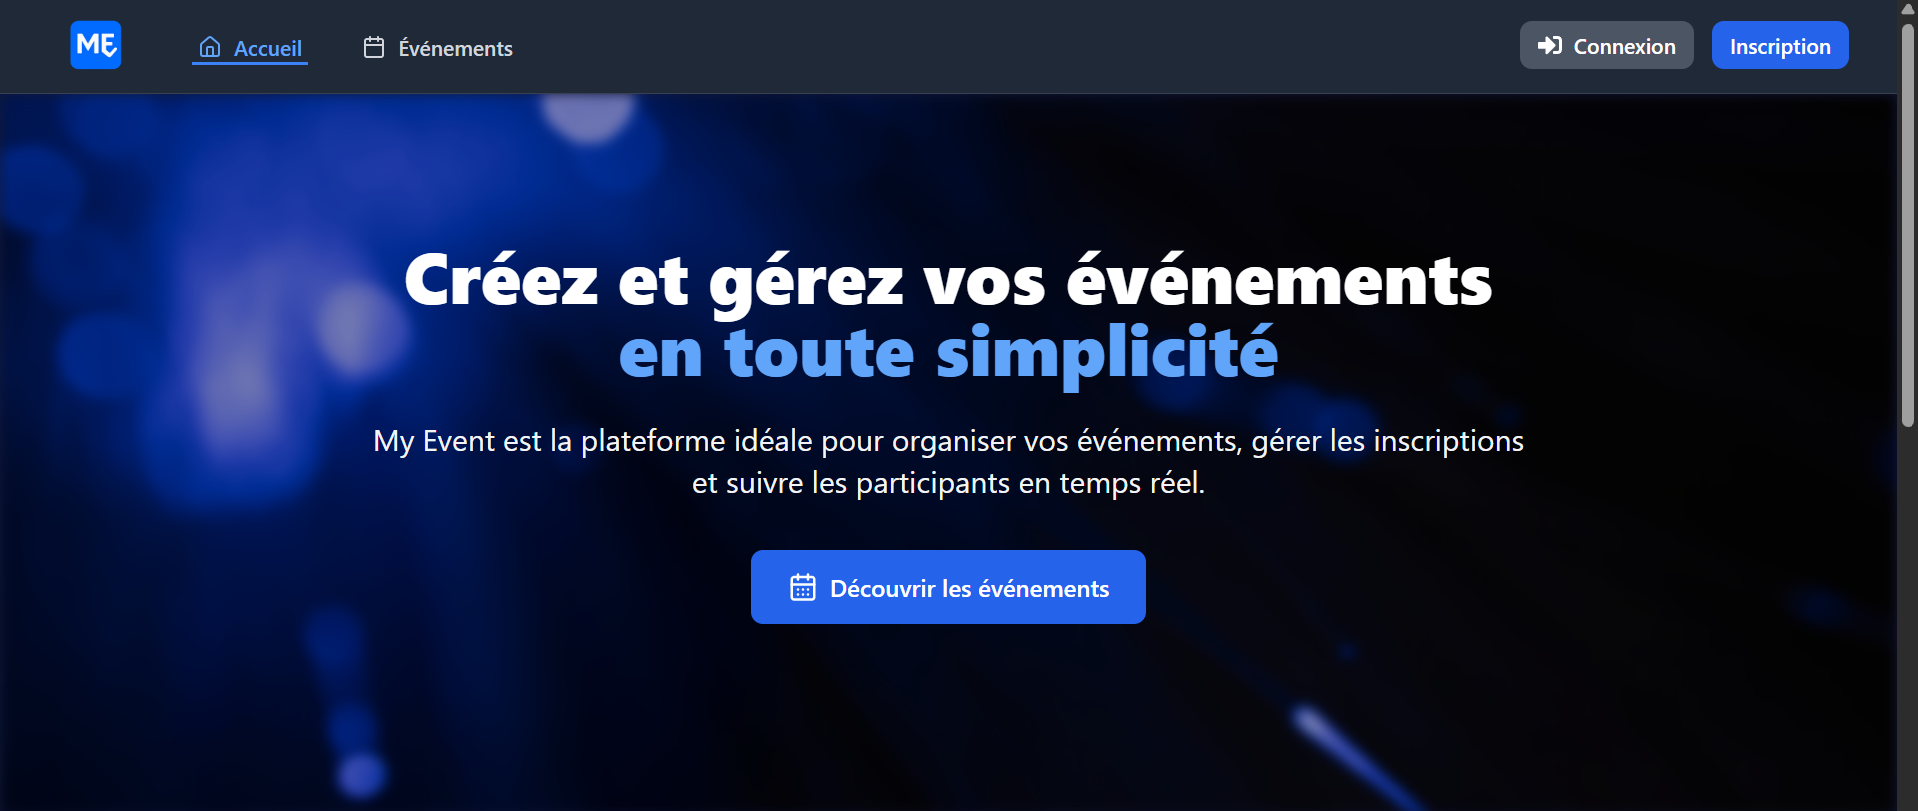 ME
Accueil
Événements
Connexion
Inscription
Créez et gérez vos événements
en toute simplicité
My Event est la plateforme idéale pour organiser vos événements, gérer les inscriptions
et suivre les participants en temps réel.
Découvrir les événements